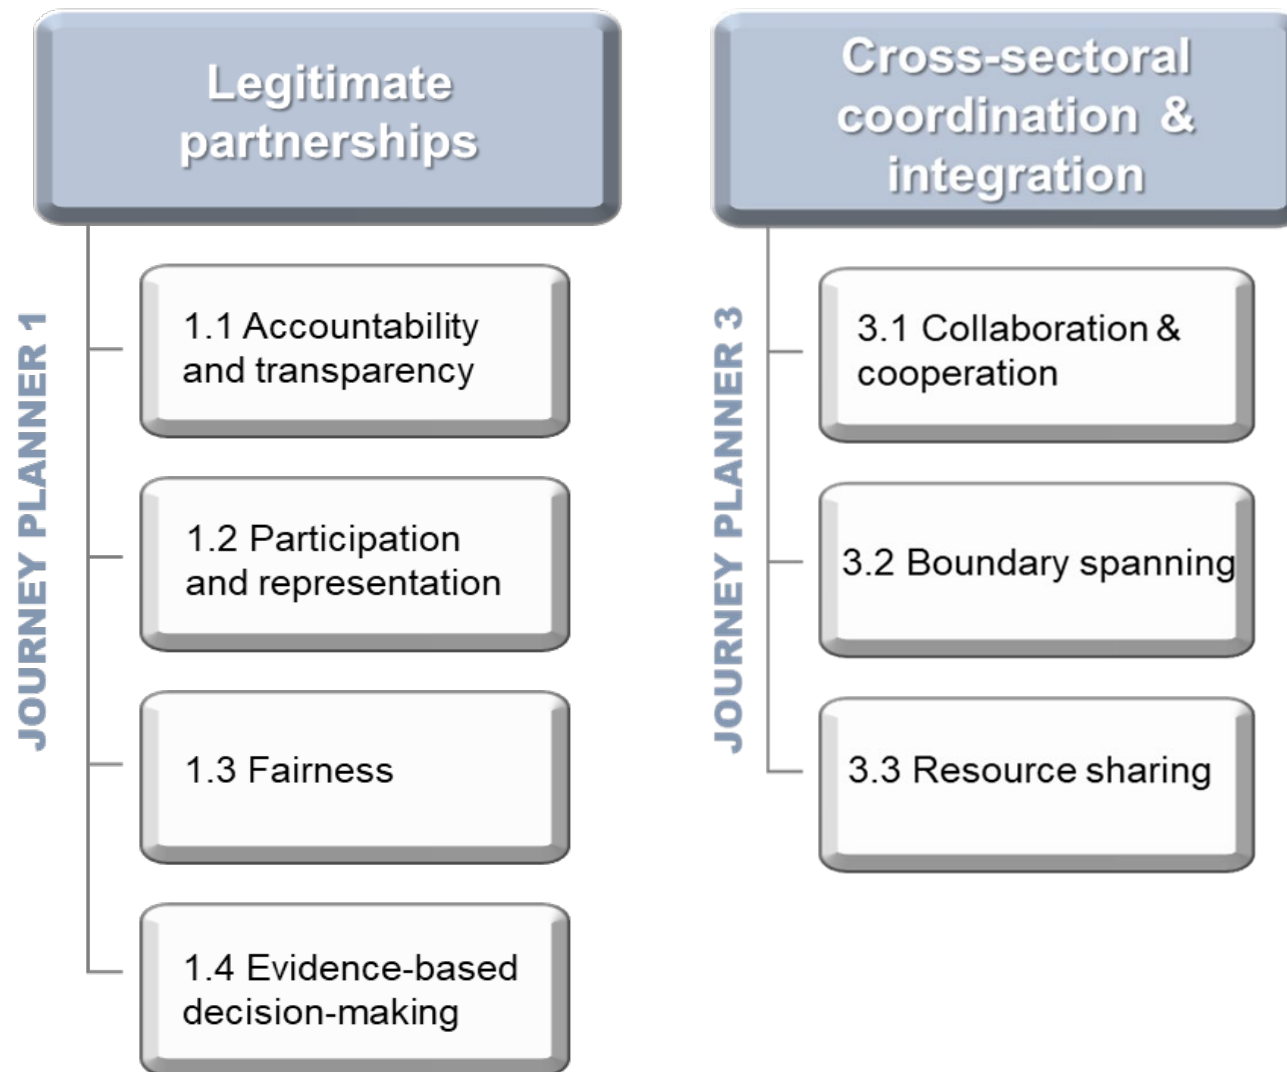 Legitimate
partnerships
JOURNEY PLANNER 1
1.1 Accountability
and transparency
1.2 Participation
and representation
1.3 Fairness
1.4 Evidence-based
decision-making
Cross-sectoral
coordination &
integration
JOURNEY PLANNER 3
3.1 Collaboration &
cooperation
3.2 Boundary spanning
3.3 Resource sharing